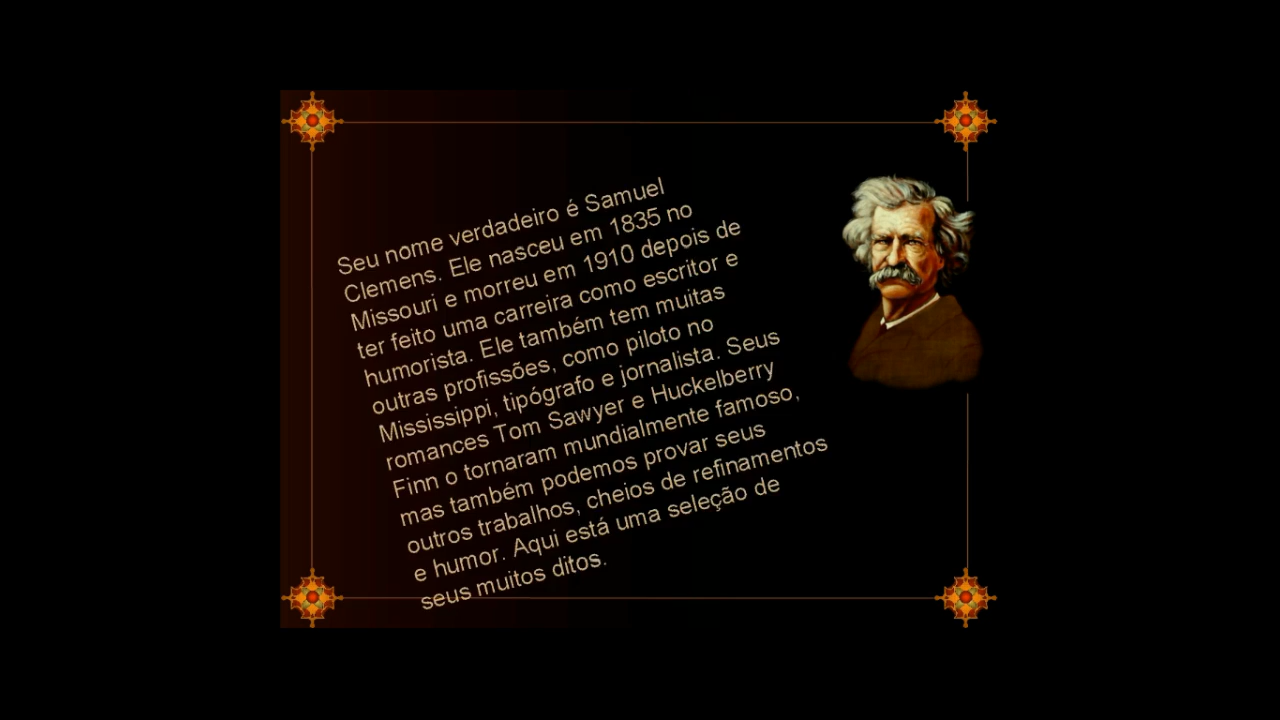 Seu nome verdadeiro é Samuel
Clemens. Ele nasceu em 1835 no
Missouri e morreu em 1910 depois de
ter feito uma carreira como escritor e
humorista. Ele também tem muitas
outras profissões, como piloto no
Mississippi, tipógrafo e jornalista. Seus
romances Tom Sawyer e Huckelberry
Finn o tornaram mundialmente famoso,
mas também podemos provar seus
outros trabalhos, cheios de refinamentos
e humor. Aqui está uma seleção de
seus muitos ditos.